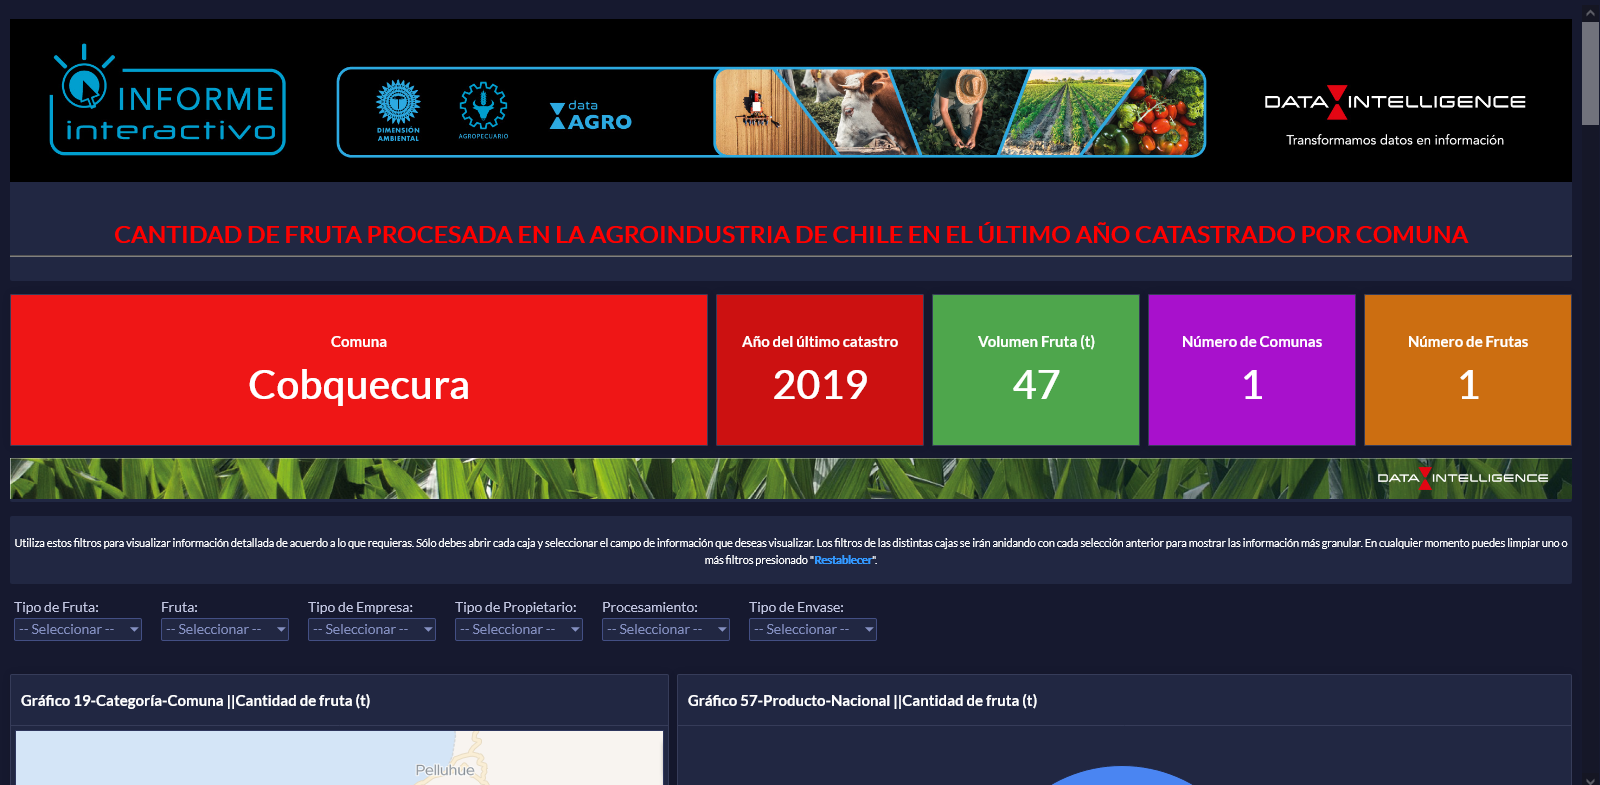 INFORME
interactivo
DIMENSIÓN
AMBIENTAL
AGROPECUARIO
data
AGRO
DATA INTELLIGENCE
Transformamos datos en información
CANTIDAD DE FRUTA PROCESADA EN LA AGROINDUSTRIA DE CHILE EN EL ÚLTIMO AÑO CATASTRADO POR COMUNA
Comuna
Cobquecura
Año del último catastro
2019
Volumen Fruta (t)
47
Número de Comunas
1
Número de Frutas
1
DATA INTELLIGENCE
Utiliza estos filtros para visualizar información detallada de acuerdo a lo que requieras. Sólo debes abrir cada caja y seleccionar el campo de información que deseas visualizar. Los filtros de las distintas cajas se irán anidando con cada selección anterior para mostrar las información más granular. En cualquier momento puedes limpiar uno o
más filtros presionado "Restablecer".
Tipo de Fruta:
-- Seleccionar --
Fruta:
-- Seleccionar --
Tipo de Empresa:
-- Seleccionar --
Tipo de Propietario:
-- Seleccionar --
Procesamiento:
-- Seleccionar --
Tipo de Envase:
-- Seleccionar --
Gráfico 19-Categoría-Comuna ||Cantidad de fruta (t)
Pelluhue
Gráfico 57-Producto-Nacional ||Cantidad de fruta (t)